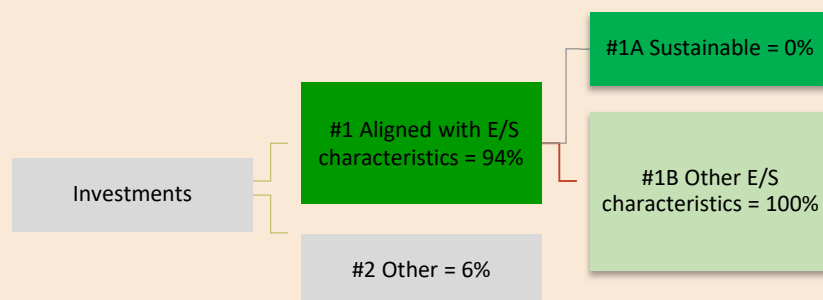 Investments
#1 Aligned with E/S
characteristics = 94%
#2 Other = 6%
#1A Sustainable = 0%
#1B Other E/S
characteristics = 100%